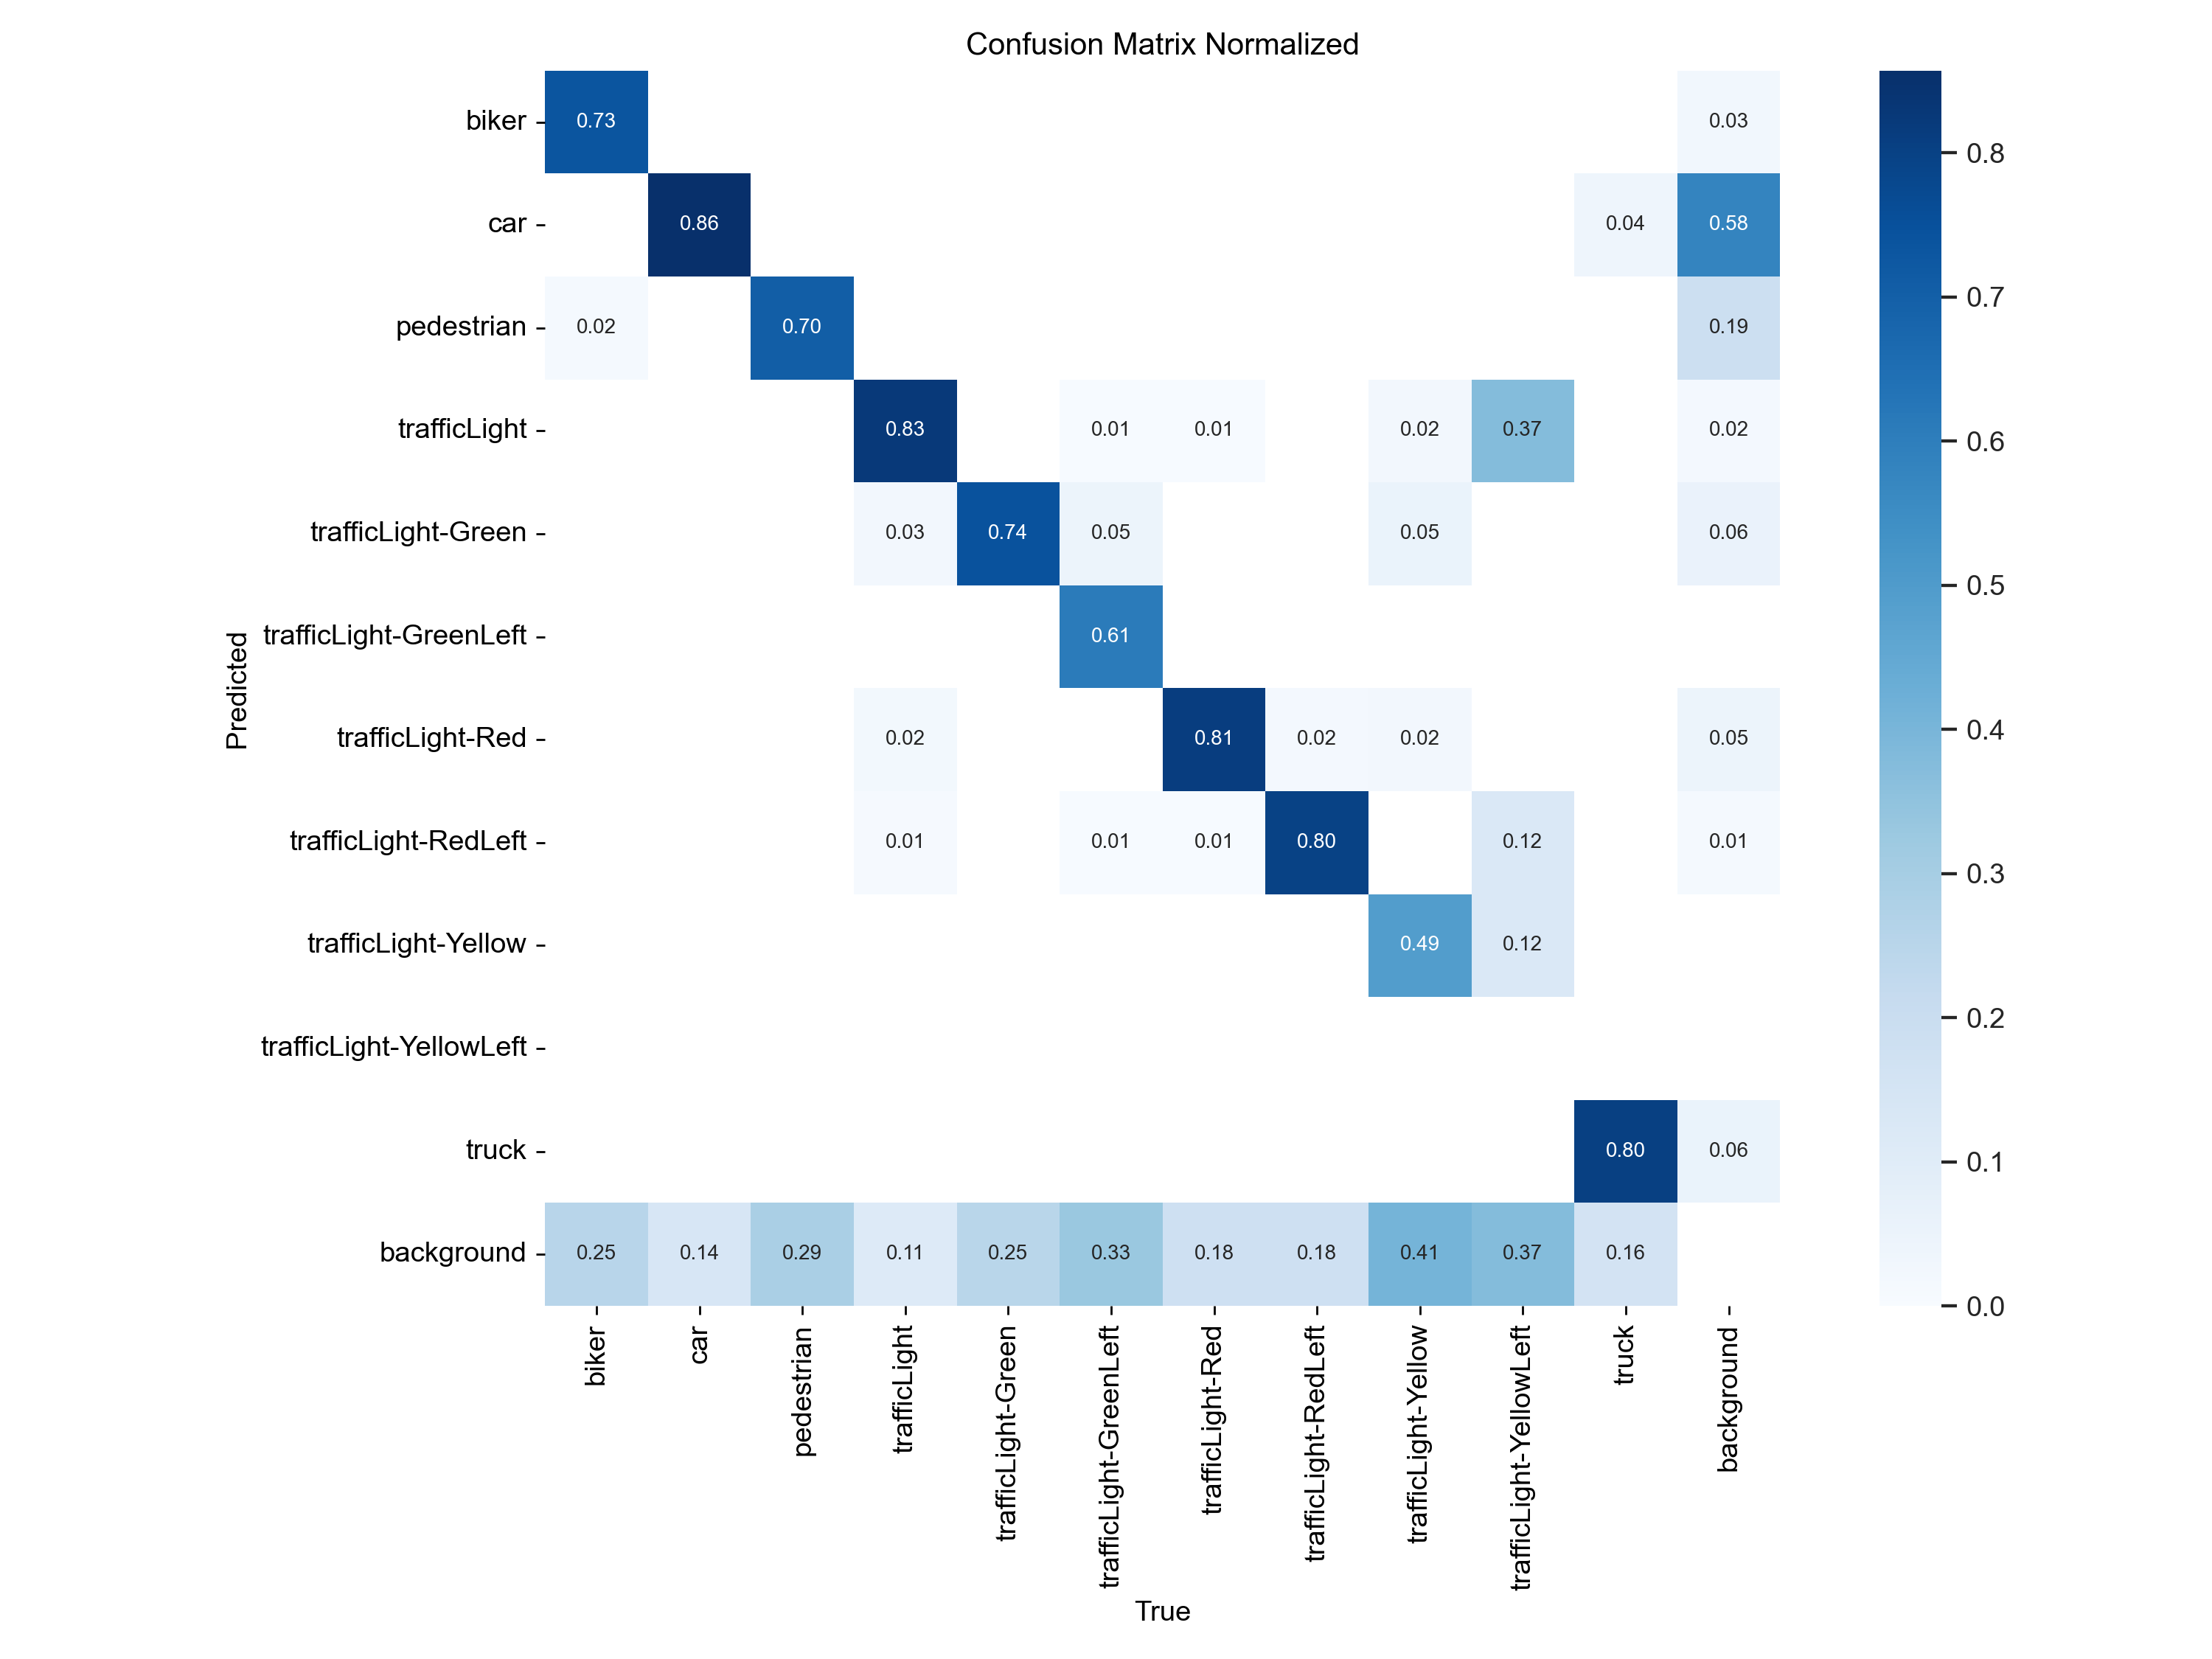 Confusion Matrix Normalized
biker 0.73 0.03
car 0.86 0.04 0.58
pedestrian 0.02 0.70 0.19
trafficLight 0.83 0.01 0.01 0.02 0.37 0.02
trafficLight-Green 0.03 0.74 0.05 0.05 0.06
trafficLight-GreenLeft 0.61
trafficLight-Red 0.02 0.81 0.02 0.02 0.05
trafficLight-RedLeft 0.01 0.01 0.01 0.80 0.12 0.01
trafficLight-Yellow 0.49 0.12
trafficLight-YellowLeft
truck 0.80 0.06
background 0.25 0.14 0.29 0.11 0.25 0.33 0.18 0.18 0.41 0.37 0.16
Predicted
biker
car
pedestrian
trafficLight
trafficLight-Green
trafficLight-GreenLeft
trafficLight-Red
trafficLight-RedLeft
trafficLight-Yellow
trafficLight-YellowLeft
truck
background
True
0.8
0.7
0.6
0.5
0.4
0.3
0.2
0.1
0.0